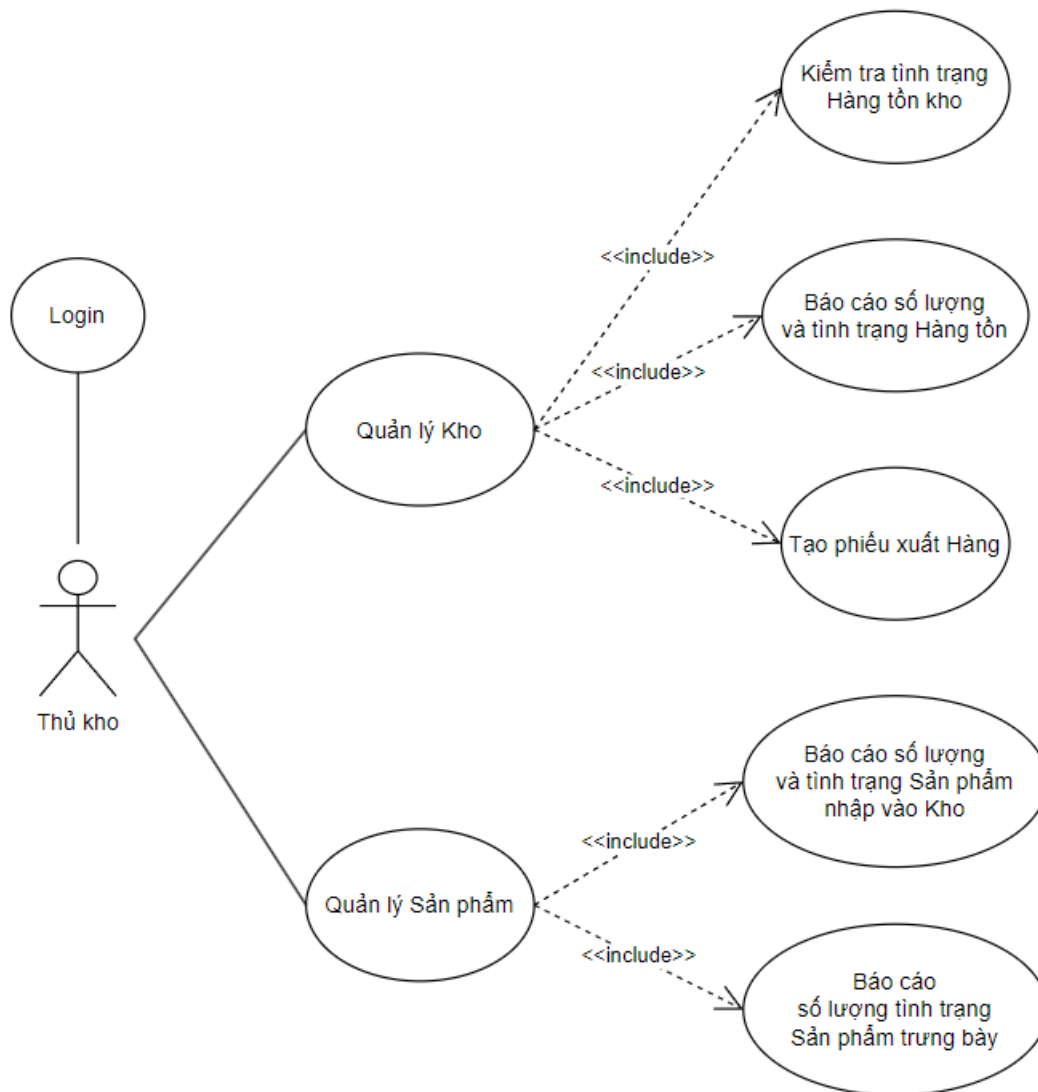 Kiểm tra tình trạng
Hàng tồn kho
<<include>>
Login
Báo cáo số lượng
và tình trạng Hàng tồn
<<include>>
Quản lý Kho
<<include>>
Tạo phiếu xuất Hàng
Thủ kho
Báo cáo số lượng
và tình trạng Sản phẩm
nhập vào Kho
<<include>>
Quản lý Sản phẩm
<<include>>
Báo cáo
số lượng tình trạng
Sản phẩm trưng bày